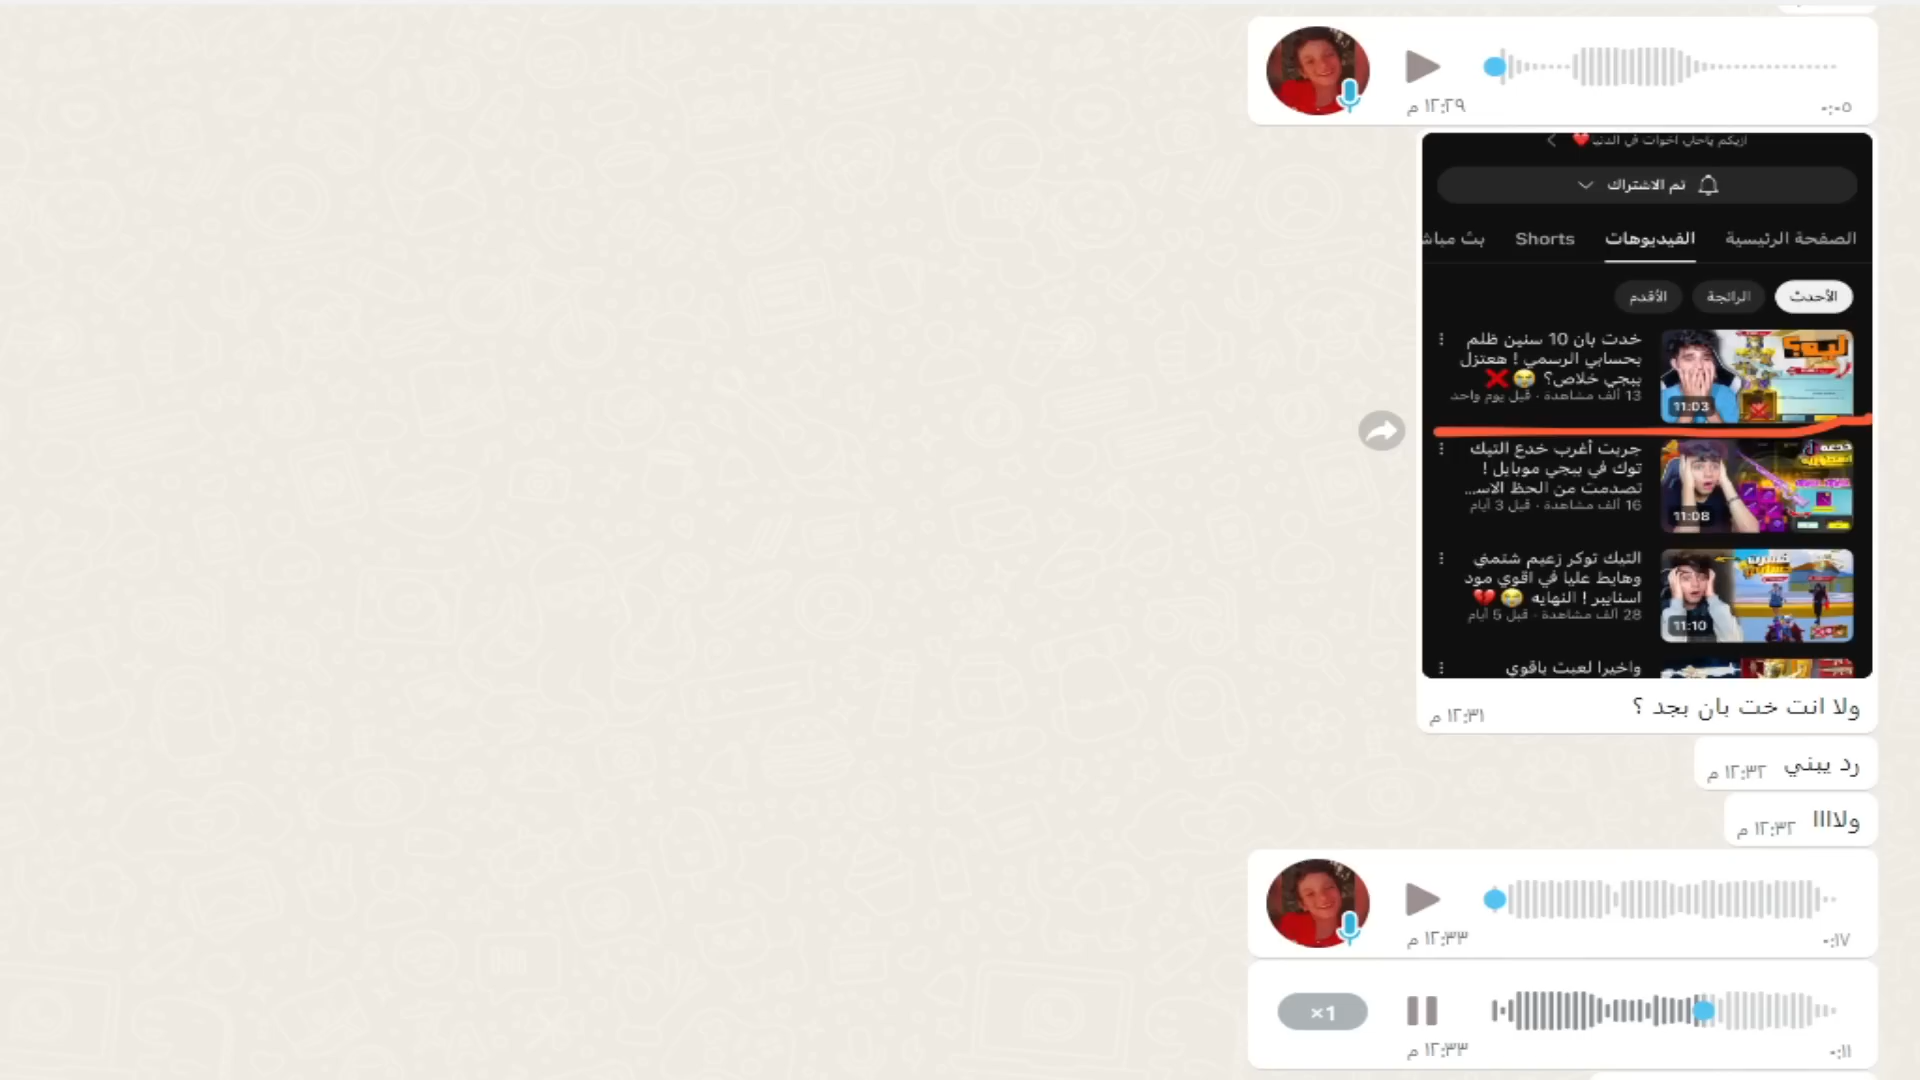 ١٢:٢٩ م
٠:٠٥
ازيكم ياحلى اخوات في الدنيا❤️
تم الاشتراك
الصفحة الرئيسية
الفيديوهات
Shorts
بث مباش
الأحدث
الرائجة
الأقدم
ليه؟
خدت بان 10 سنين ظلم
بحسابي الرسمي ! هعتزل
ببجي خلاص؟ 😭❌
13 ألف مشاهدة · قبل يوم واحد
11:03
خدعه
جربت أغرب خدع التيك
توك في ببجي موبايل !
تصدمت من الحظ الاس...
16 ألف مشاهدة · قبل 3 أيام
11:08
التيك توكر زعيم شتمني
وهايط عليا في اقوي مود
اسنايبر ! النهايه 😭💔
28 ألف مشاهدة · قبل 5 أيام
11:10
واخيرا لعبت باقوي
ولا انت خت بان بجد ؟
١٢:٣١ م
رد يبني
١٢:٣٢ م
ولاااا
١٢:٣٢ م
١٢:٣٣ م
٠:١٧
×1
١٢:٣٣ م
٠:١١